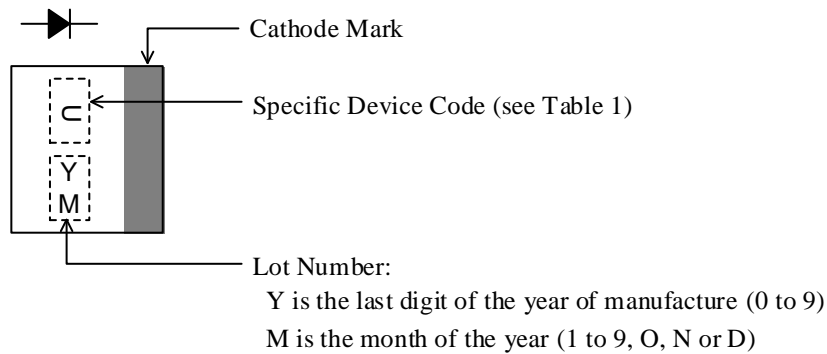 Cathode Mark
⊂
Specific Device Code (see Table 1)
Y
M
Lot Number:
Y is the last digit of the year of manufacture (0 to 9)
M is the month of the year (1 to 9, O, N or D)